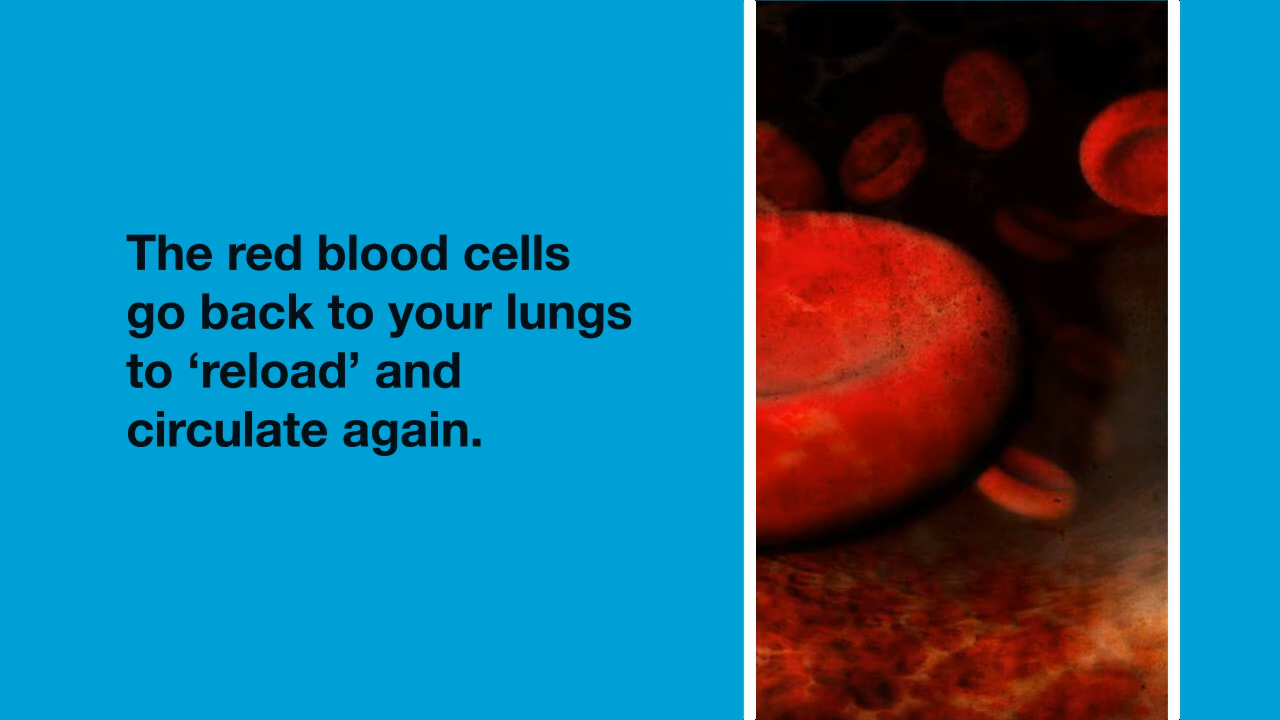 The red blood cells
go back to your lungs
to ‘reload’ and
circulate again.